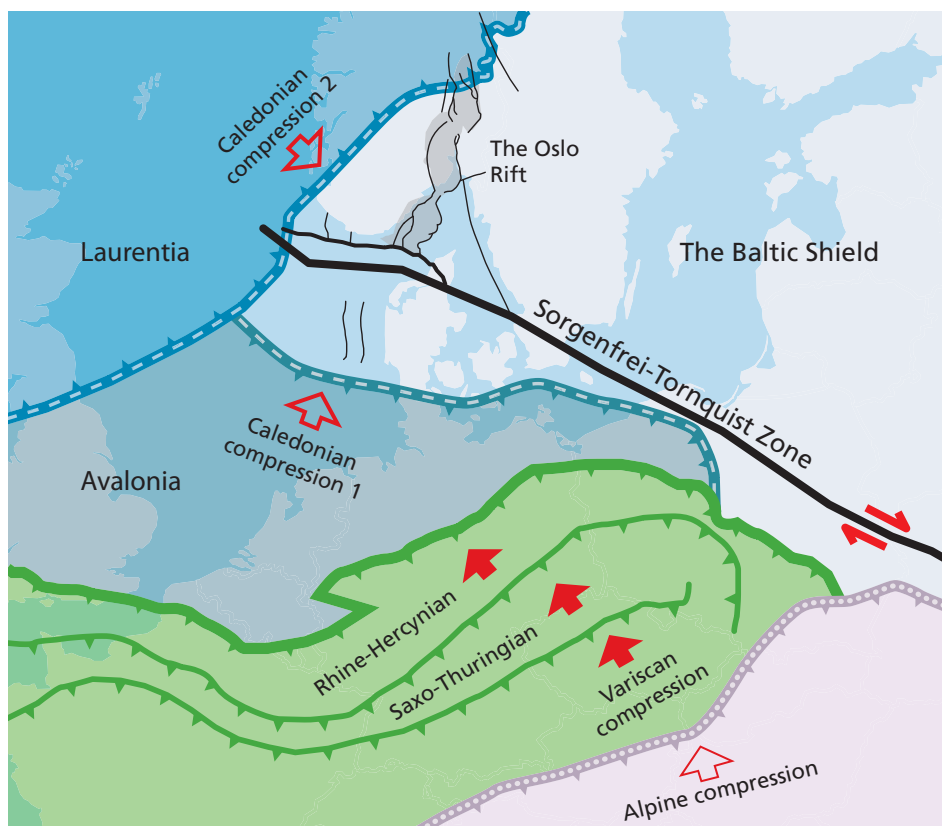 Caledonian
compression 2
The Oslo
Rift
Laurentia
The Baltic Shield
Sorgenfrei-Tornquist Zone
Caledonian
compression 1
Avalonia
Rhine-Hercynian
Saxo-Thuringian
Variscan
compression
Alpine compression